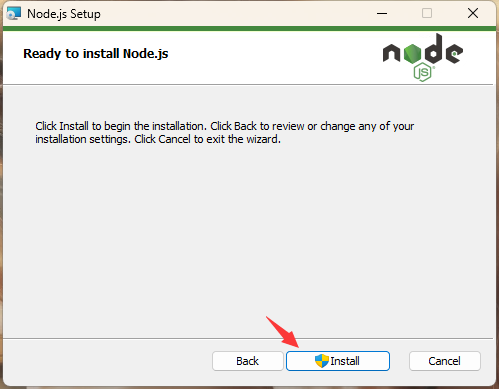 Node.js Setup
Ready to install Node.js
node
JS
Click Install to begin the installation. Click Back to review or change any of your
installation settings. Click Cancel to exit the wizard.
Back
Install
Cancel